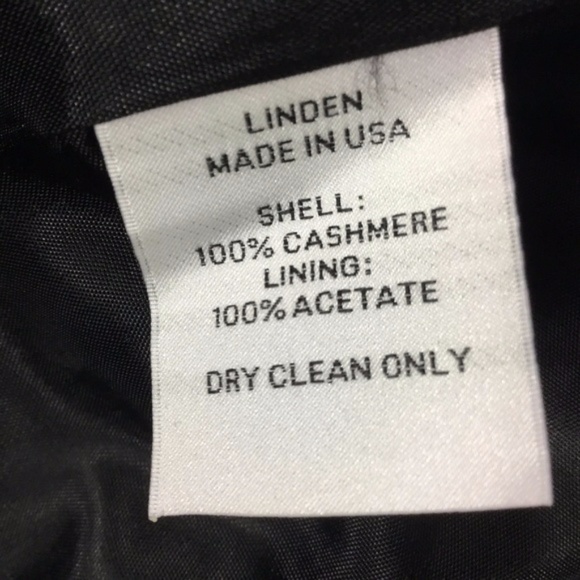 LINDEN
MADE IN USA
SHELL:
100% CASHMERE
LINING:
100% ACETATE
DRY CLEAN ONLY